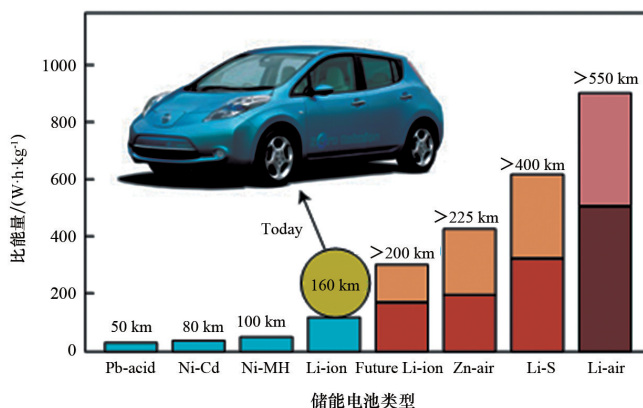 1000
800
600
400
200
0
比能量/(W·h·kg⁻¹)
Today
50 km
80 km
100 km
160 km
>200 km
>225 km
>400 km
>550 km
Pb-acid
Ni-Cd
Ni-MH
Li-ion
Future Li-ion
Zn-air
Li-S
Li-air
储能电池类型